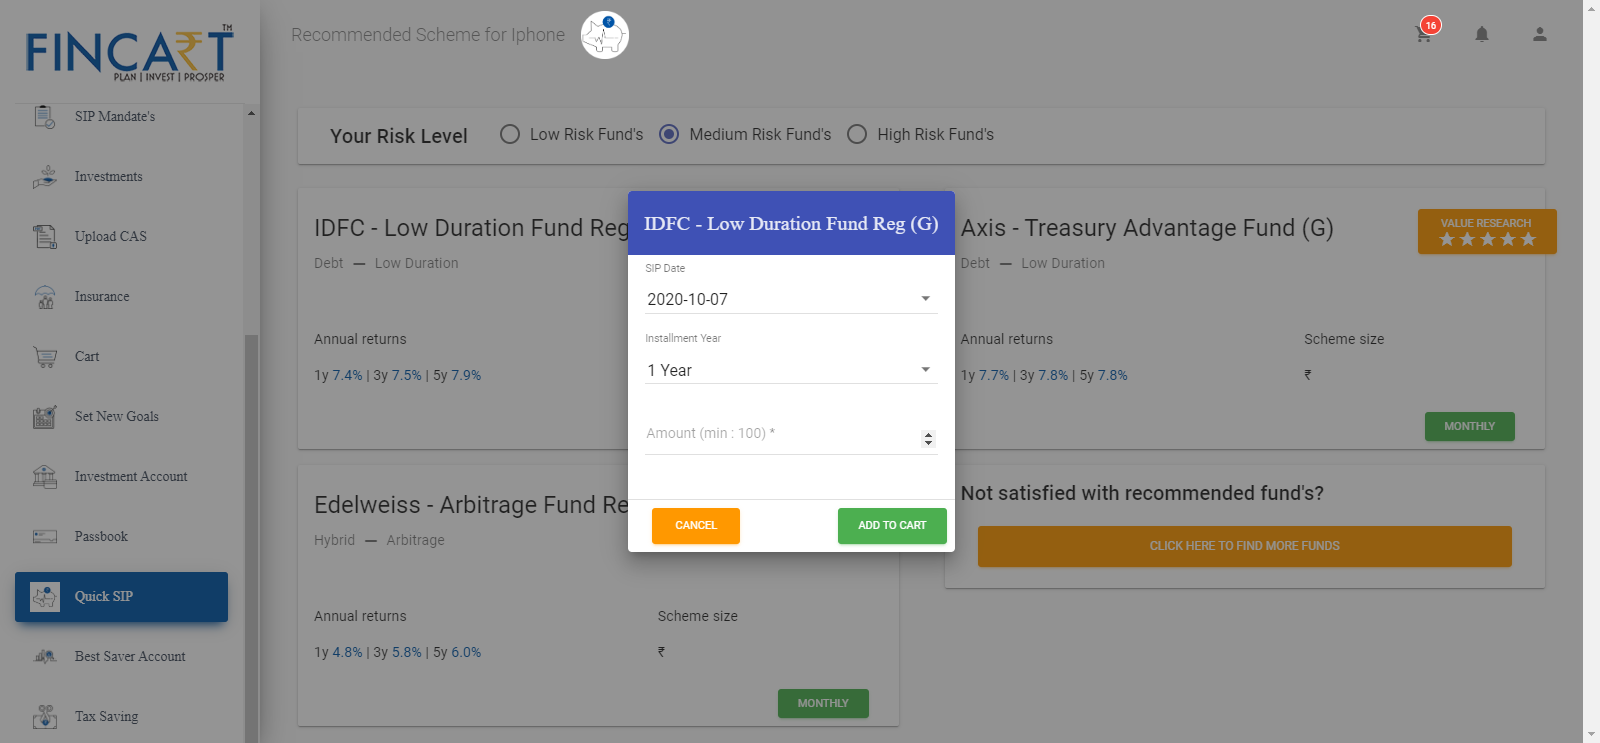 FINCART TM
PLAN | INVEST | PROSPER
SIP Mandate's
Investments
Upload CAS
Insurance
Cart
Set New Goals
Investment Account
Passbook
Quick SIP
Best Saver Account
Tax Saving
Recommended Scheme for Iphone
16
Your Risk Level
Low Risk Fund's
Medium Risk Fund's
High Risk Fund's
IDFC - Low Duration Fund Reg
Debt — Low Duration
Annual returns
1y 7.4% | 3y 7.5% | 5y 7.9%
Axis - Treasury Advantage Fund (G)
Debt — Low Duration
VALUE RESEARCH
★★★★★
Annual returns
Scheme size
1y 7.7% | 3y 7.8% | 5y 7.8%
₹
MONTHLY
IDFC - Low Duration Fund Reg (G)
SIP Date
2020-10-07
Installment Year
1 Year
Amount (min : 100) *
CANCEL
ADD TO CART
Edelweiss - Arbitrage Fund Re
Hybrid — Arbitrage
Annual returns
Scheme size
1y 4.8% | 3y 5.8% | 5y 6.0%
₹
MONTHLY
Not satisfied with recommended fund's?
CLICK HERE TO FIND MORE FUNDS